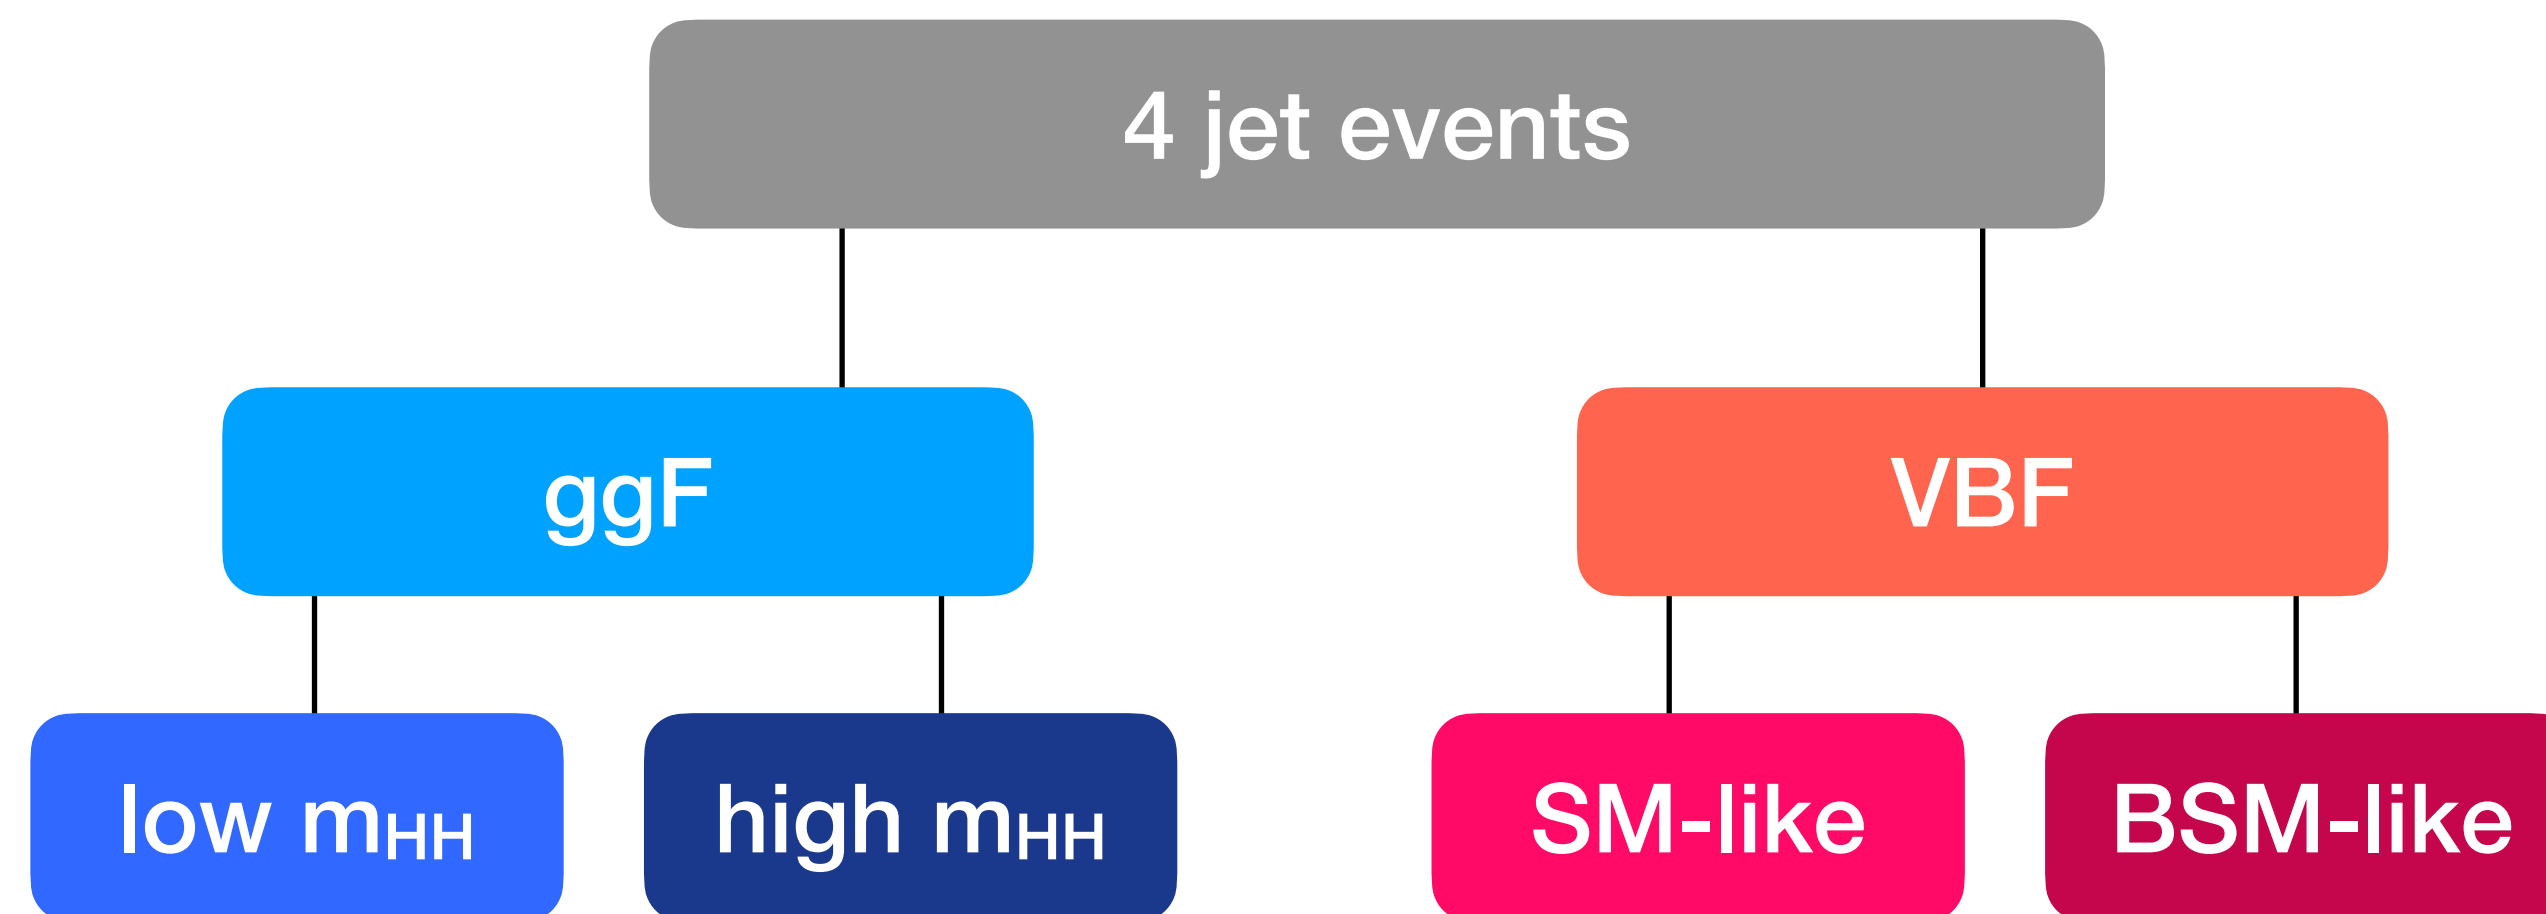 4 jet events
ggF
VBF
low mHH
high mHH
SM-like
BSM-like